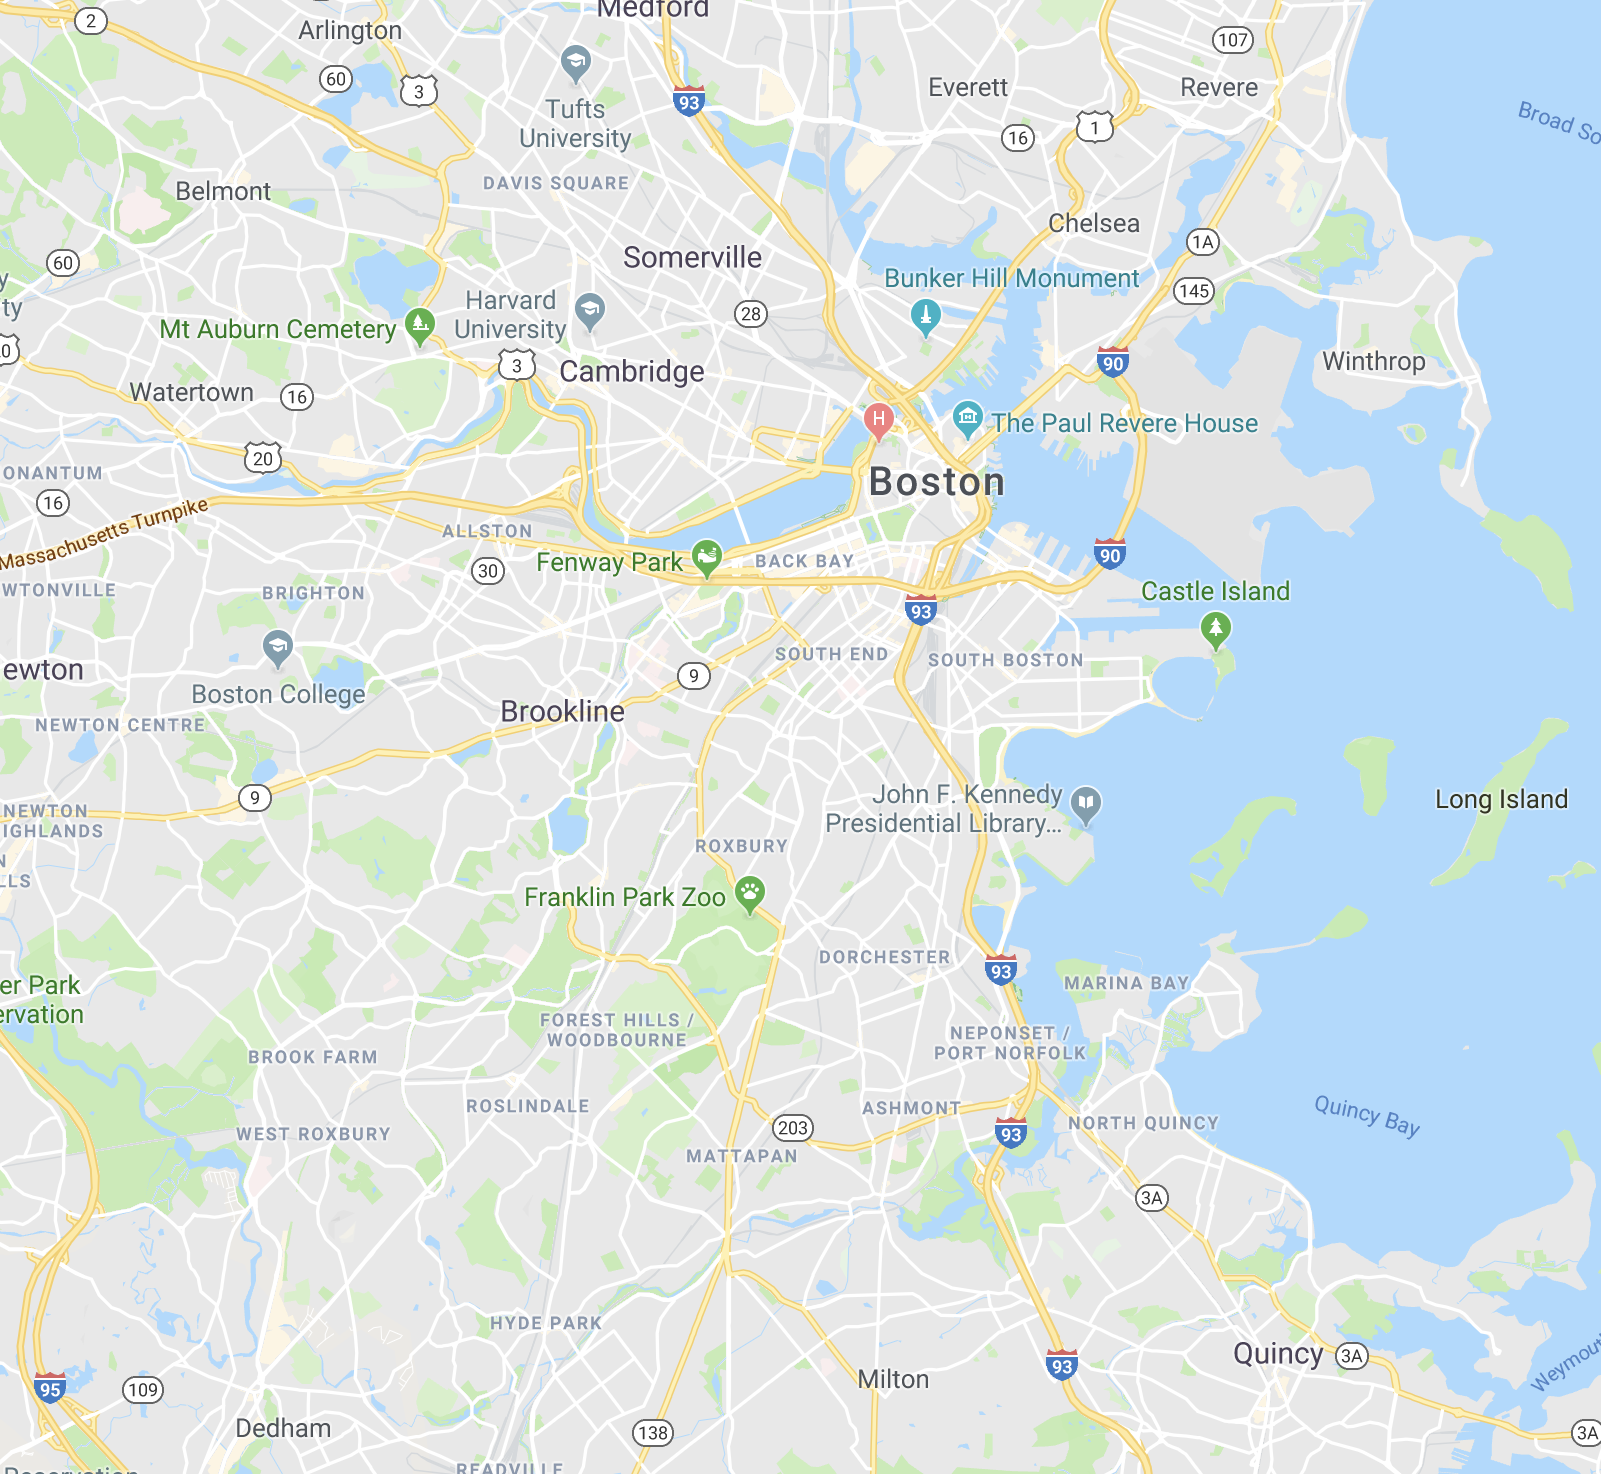 Medford
2
Arlington
107
60
3
93
Everett
Revere
Tufts
University
Broad So
16
1
DAVIS SQUARE
Belmont
Chelsea
1A
60
Somerville
Bunker Hill Monument
145
y
ty
Harvard
University
28
Mt Auburn Cemetery
3
90
Winthrop
Cambridge
Watertown
16
H
The Paul Revere House
20
ONANTUM
Boston
16
Massachusetts Turnpike
ALLSTON
90
Fenway Park
BACK BAY
30
WTONVILLE
BRIGHTON
Castle Island
93
ewton
SOUTH END
SOUTH BOSTON
9
Boston College
Brookline
NEWTON CENTRE
9
NEWTON
IGHLANDS
John F. Kennedy
Presidential Library...
Long Island
ROXBURY
N
LLS
Franklin Park Zoo
DORCHESTER
93
MARINA BAY
er Park
ervation
FOREST HILLS /
WOODBOURNE
NEPONSET /
PORT NORFOLK
BROOK FARM
ROSLINDALE
ASHMONT
Quincy Bay
NORTH QUINCY
WEST ROXBURY
203
93
MATTAPAN
3A
HYDE PARK
Quincy
3A
93
Milton
Weymouth
95
109
Dedham
138
3A
READVILLE
Reservation